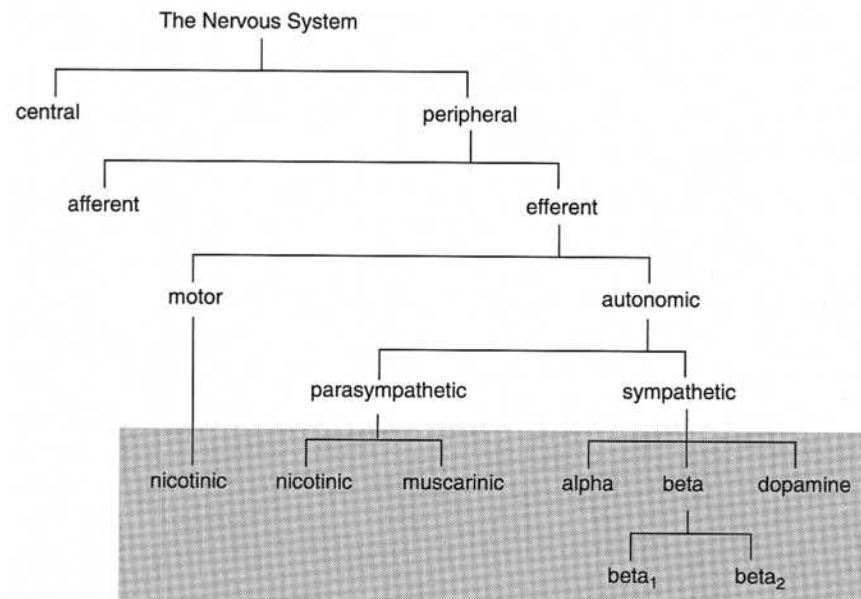 The Nervous System
central peripheral
afferent efferent
motor autonomic
parasympathetic sympathetic
nicotinic nicotinic muscarinic alpha beta dopamine
beta₁ beta₂